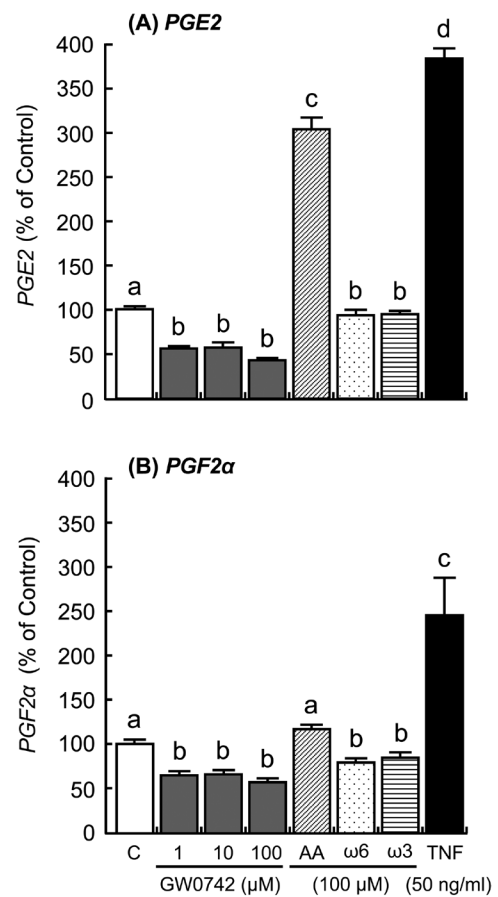 (A) PGE2
PGE2 (% of Control)
400
350
300
250
200
150
100
50
0
a
b
b
b
c
b
b
d
(B) PGF2α
PGF2α (% of Control)
400
350
300
250
200
150
100
50
0
a
b
b
b
a
b
b
c
C 1 10 100 AA ω6 ω3 TNF
GW0742 (μM) (100 μM) (50 ng/ml)